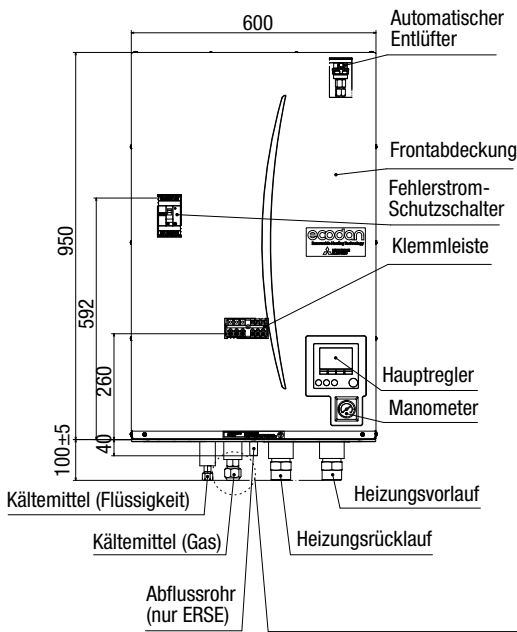 600
Automatischer
Entlüfter
Frontabdeckung
Fehlerstrom-
Schutzschalter
ecodan
Klemmleiste
950
592
260
Hauptregler
Manometer
100±5
40
Kältemittel (Flüssigkeit)
Heizungsvorlauf
Kältemittel (Gas)
Heizungsrücklauf
Abflussrohr
(nur ERSE)